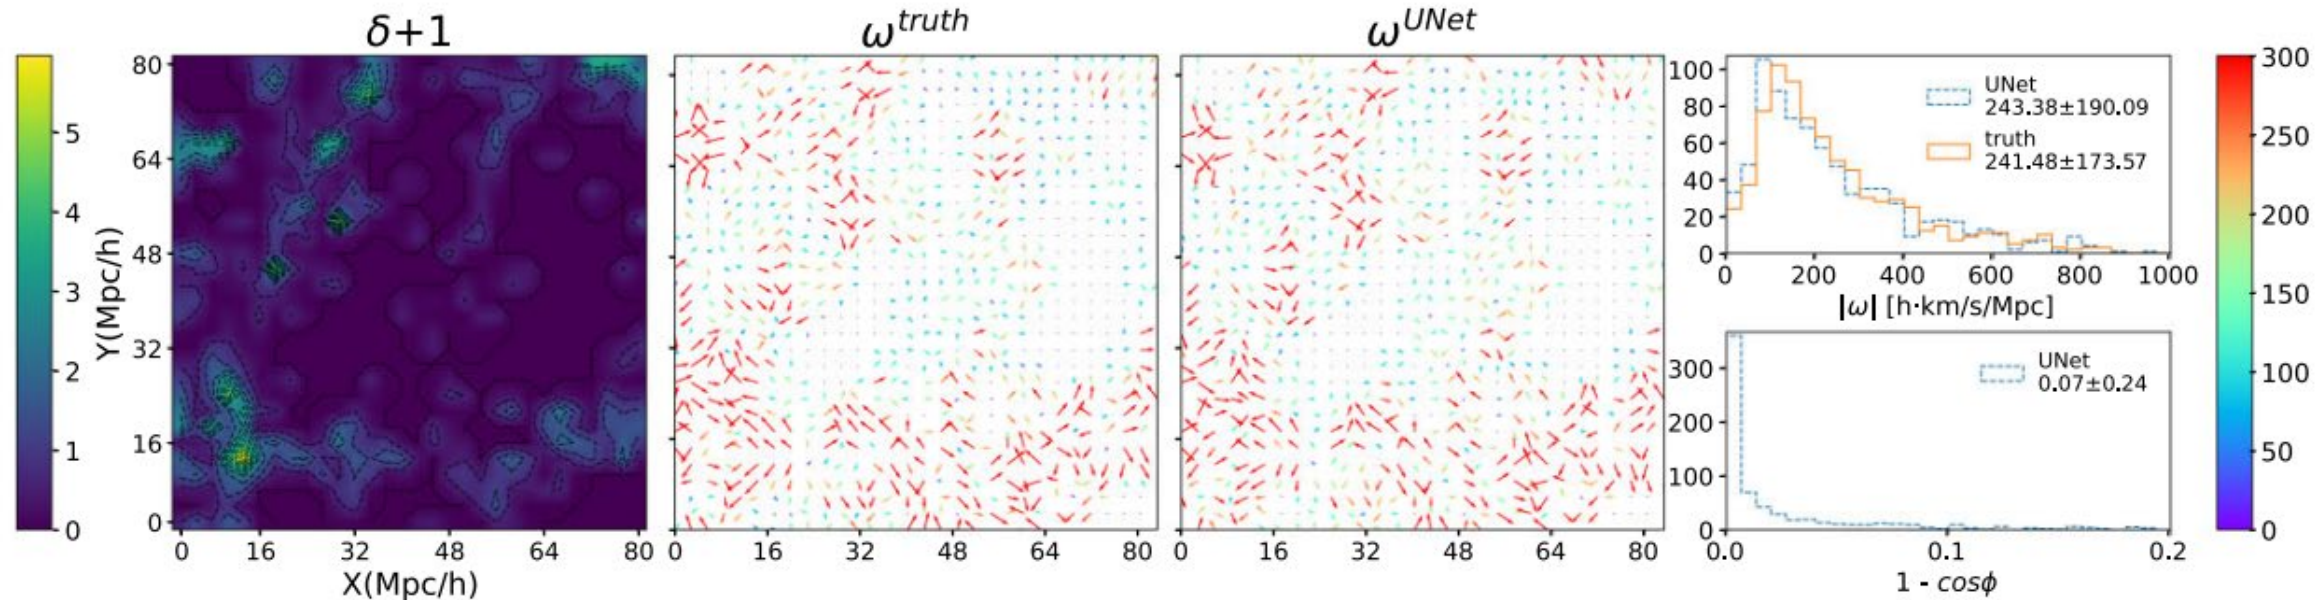 δ+1
ω^truth
ω^UNet
5
4
3
2
1
0
Y(Mpc/h)
80
64
48
32
16
0
0 16 32 48 64 80
X(Mpc/h)
0 16 32 48 64 80
0 16 32 48 64 80
100
80
60
40
20
0
UNet
243.38±190.09
truth
241.48±173.57
0 200 400 600 800 1000
|ω| [h·km/s/Mpc]
300
200
100
0
UNet
0.07±0.24
0.0 0.1 0.2
1 - cosϕ
300
250
200
150
100
50
0